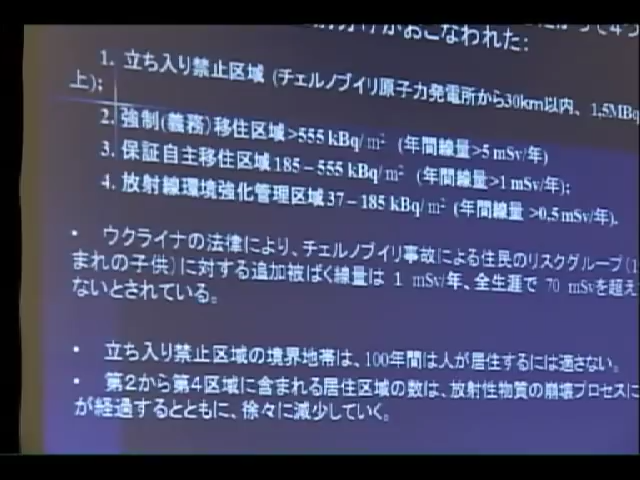 がおこなわれた:
1. 立ち入り禁止区域 (チェルノブイリ原子力発電所から30km以内、1,5MBq
上);
2. 強制(義務)移住区域>555 kBq/m² (年間線量>5 mSv/年)
3. 保証自主移住区域 185 – 555 kBq/m² (年間線量>1 mSv/年);
4. 放射線環境強化管理区域 37 – 185 kBq/m² (年間線量 >0,5mSv/年).
• ウクライナの法律により、チェルノブイリ事故による住民のリスクグループ(1
まれの子供) に対する追加被ばく線量は 1 mSv/年、全生涯で 70 mSvを超え
ないとされている。
• 立ち入り禁止区域の境界地帯は、100年間は人が居住するには適さない。
• 第2から第4区域に含まれる居住区域の数は、放射性物質の崩壊プロセスに
が経過するとともに、徐々に減少していく。